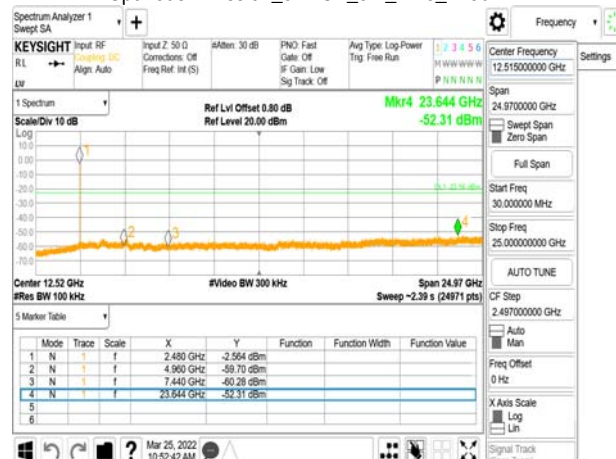 Spectrum Analyzer 1
Swept SA
Frequency
Settings
KEYSIGHT
RL
Input: RF
Coupling: DC
Align: Auto
Input Z: 50 Ω
Corrections: Off
Freq Ref: Int (S)
#Atten: 30 dB
PNO: Fast
Gate: Off
IF Gain: Low
Sig Track: Off
Avg Type: Log-Power
Trig: Free Run
1 2 3 4 5 6
M W W W W W
P N N N N N
1 Spectrum
Scale/Div 10 dB
Ref Lvl Offset 0.80 dB
Ref Level 20.00 dBm
Mkr4 23.644 GHz
-52.31 dBm
Log
10.0
0.00
-10.0
-20.0
-30.0
-40.0
-50.0
-60.0
-70.0
1
2
3
4
Center 12.52 GHz
#Res BW 100 kHz
#Video BW 300 kHz
Span 24.97 GHz
Sweep ~2.39 s (24971 pts)
5 Marker Table
Mode Trace Scale X Y Function Function Width Function Value
1 N 1 f 2.480 GHz -2.564 dBm
2 N 1 f 4.960 GHz -59.70 dBm
3 N 1 f 7.440 GHz -60.28 dBm
4 N 1 f 23.644 GHz -52.31 dBm
5
6
Mar 25, 2022
10:52:42 AM
Center Frequency
12.515000000 GHz
Span
24.9700000 GHz
Swept Span
Zero Span
Full Span
Start Freq
30.000000 MHz
Stop Freq
25.000000000 GHz
AUTO TUNE
CF Step
2.497000000 GHz
Auto
Man
Freq Offset
0 Hz
X Axis Scale
Log
Lin
Signal Track